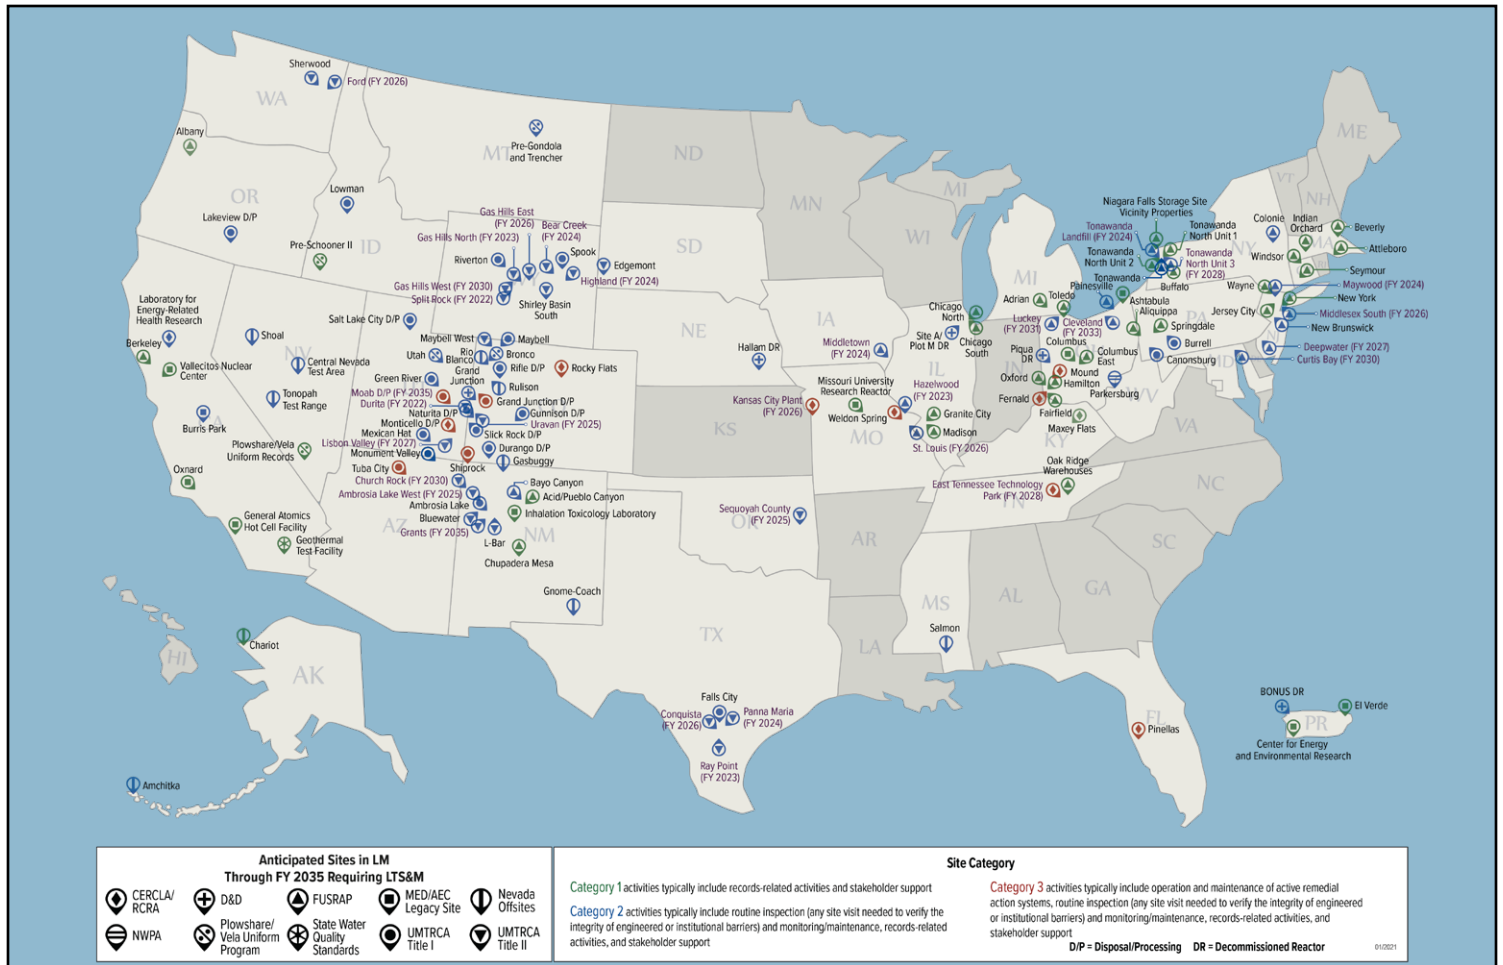 Sherwood
Ford (FY 2026)
WA
Albany
OR
Lakeview D/P
Lowman
Pre-Schooner II
ID
Pre-Gondola
and Trencher
MT
ND
MN
WI
MI
SD
Gas Hills East
(FY 2026)
Bear Creek
(FY 2024)
Gas Hills North (FY 2023)
Riverton
Spook
Edgemont
Highland (FY 2024)
Gas Hills West (FY 2030)
Split Rock (FY 2022)
Shirley Basin
South
Laboratory for
Energy-Related
Health Research
Berkeley
Vallecitos Nuclear
Center
Shoal
NV
Central Nevada
Test Area
Tonopah
Test Range
Burris Park
Plowshare/Vela
Uniform Records
Oxnard
General Atomics
Hot Cell Facility
Geothermal
Test Facility
Salt Lake City D/P
Maybell West
Maybell
Utah
Rio
Blanco
Bronco
Grand
Junction
Rifle D/P
Rocky Flats
Green River
Rulison
Moab D/P (FY 2035)
Durita (FY 2022)
Grand Junction D/P
Naturita D/P
Gunnison D/P
Monticello D/P
Uravan (FY 2025)
Mexican Hat
Slick Rock D/P
Lisbon Valley (FY 2027)
Durango D/P
Monument Valley
Gasbuggy
Tuba City
Shiprock
Church Rock (FY 2030)
Bayo Canyon
Ambrosia Lake West (FY 2025)
Acid/Pueblo Canyon
Ambrosia Lake
Inhalation Toxicology Laboratory
Bluewater
Grants (FY 2035)
L-Bar
AZ
NM
Chupadera Mesa
Gnome-Coach
NE
Hallam DR
KS
OK
Sequoyah County
(FY 2025)
TX
Falls City
Conquista
(FY 2026)
Panna Maria
(FY 2024)
Ray Point
(FY 2023)
IA
Middletown
(FY 2024)
Missouri University
Research Reactor
Kansas City Plant
(FY 2026)
Weldon Spring
MO
Hazelwood
(FY 2023)
Granite City
Madison
St. Louis (FY 2026)
IL
Chicago
North
Site A/
Plot M DR
Chicago
South
IN
MI
Adrian
Toledo
Luckey
(FY 2031)
Cleveland
(FY 2033)
Painesville
Ashtabula
Aliquippa
Springdale
PA
Piqua
DR
Columbus
Columbus
East
Burrell
Canonsburg
Oxford
Mound
Hamilton
Parkersburg
WV
Fernald
Fairfield
Maxey Flats
KY
VA
Oak Ridge
Warehouses
East Tennessee Technology
Park (FY 2028)
TN
NC
SC
GA
AL
MS
Salmon
LA
AR
FL
Pinellas
Niagara Falls Storage Site
Vicinity Properties
Tonawanda
Landfill (FY 2024)
Tonawanda
North Unit 1
Tonawanda
North Unit 2
Tonawanda
North Unit 3
(FY 2028)
Tonawanda
Buffalo
NY
Colonie
Indian
Orchard
VT
NH
ME
MA
Beverly
Attleboro
Windsor
Seymour
Wayne
Maywood (FY 2024)
New York
Jersey City
Middlesex South (FY 2026)
New Brunswick
Deepwater (FY 2027)
MD
Curtis Bay (FY 2030)
HI
Chariot
AK
Amchitka
BONUS DR
El Verde
PR
Center for Energy
and Environmental Research
Anticipated Sites in LM
Through FY 2035 Requiring LTS&M
CERCLA/
RCRA
D&D
FUSRAP
MED/AEC
Legacy Site
Nevada
Offsites
NWPA
Plowshare/
Vela Uniform
Program
State Water
Quality
Standards
UMTRCA
Title I
UMTRCA
Title II
Site Category
Category 1 activities typically include records-related activities and stakeholder support
Category 2 activities typically include routine inspection (any site visit needed to verify the
integrity of engineered or institutional barriers) and monitoring/maintenance, records-related
activities, and stakeholder support
Category 3 activities typically include operation and maintenance of active remedial
action systems, routine inspection (any site visit needed to verify the integrity of engineered
or institutional barriers) and monitoring/maintenance, records-related activities, and
stakeholder support
D/P = Disposal/Processing DR = Decommissioned Reactor
01/2021